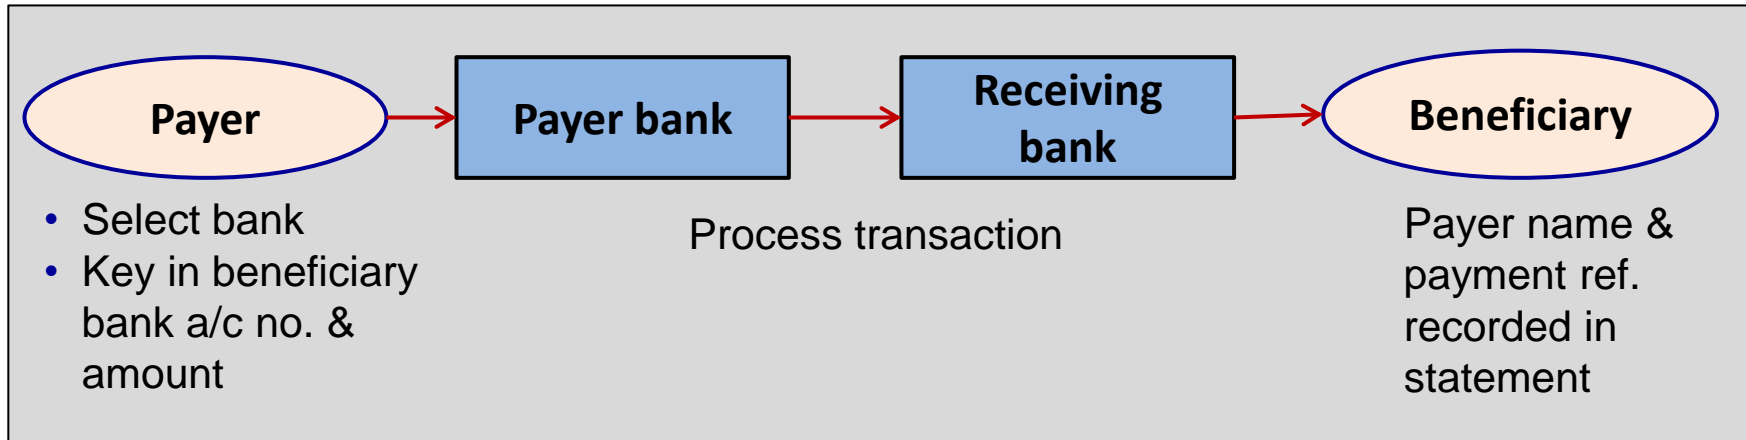 Payer
Payer bank
Receiving
bank
Beneficiary
• Select bank
• Key in beneficiary
bank a/c no. &
amount
Process transaction
Payer name &
payment ref.
recorded in
statement